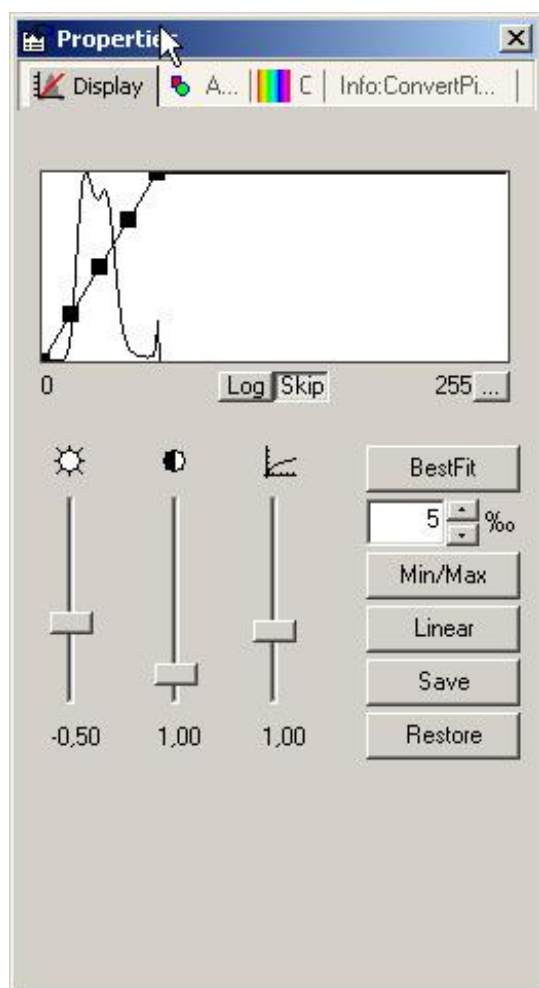 Properties
Display A... C Info:ConvertPi...
0 Log Skip 255 ...
BestFit
5 ‰
Min/Max
Linear
Save
-0,50 1,00 1,00 Restore